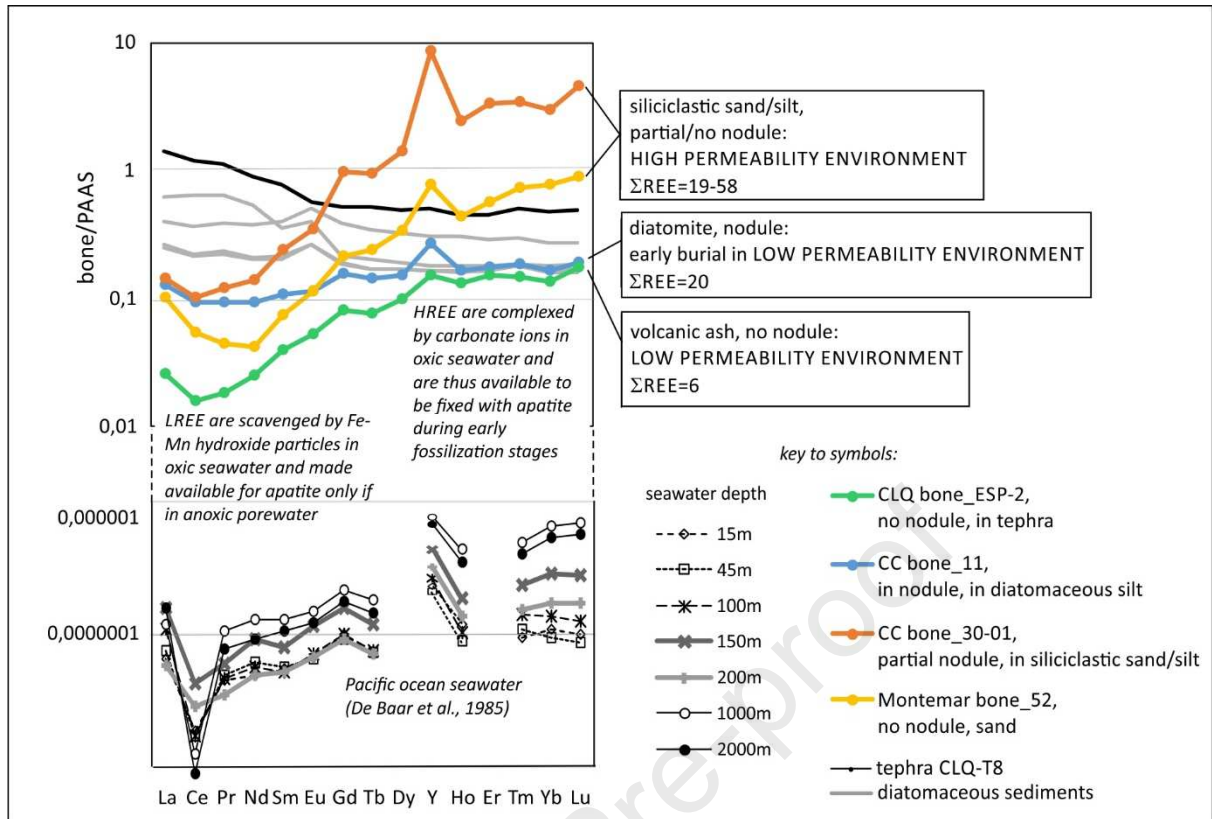 10
1
0,1
0,01
bone/PAAS
siliciclastic sand/silt,
partial/no nodule:
HIGH PERMEABILITY ENVIRONMENT
ΣREE=19-58
diatomite, nodule:
early burial in LOW PERMEABILITY ENVIRONMENT
ΣREE=20
volcanic ash, no nodule:
LOW PERMEABILITY ENVIRONMENT
ΣREE=6
HREE are complexed
by carbonate ions in
oxic seawater and
are thus available to
be fixed with apatite
during early
fossilization stages
LREE are scavenged by Fe-
Mn hydroxide particles in
oxic seawater and made
available for apatite only if
in anoxic porewater
0,000001
0,0000001
Pacific ocean seawater
(De Baar et al., 1985)
La Ce Pr Nd Sm Eu Gd Tb Dy Y Ho Er Tm Yb Lu
key to symbols:
seawater depth
15m
45m
100m
150m
200m
1000m
2000m
CLQ bone_ESP-2,
no nodule, in tephra
CC bone_11,
in nodule, in diatomaceous silt
CC bone_30-01,
partial nodule, in siliciclastic sand/silt
Montemar bone_52,
no nodule, sand
tephra CLQ-T8
diatomaceous sediments
re-proof